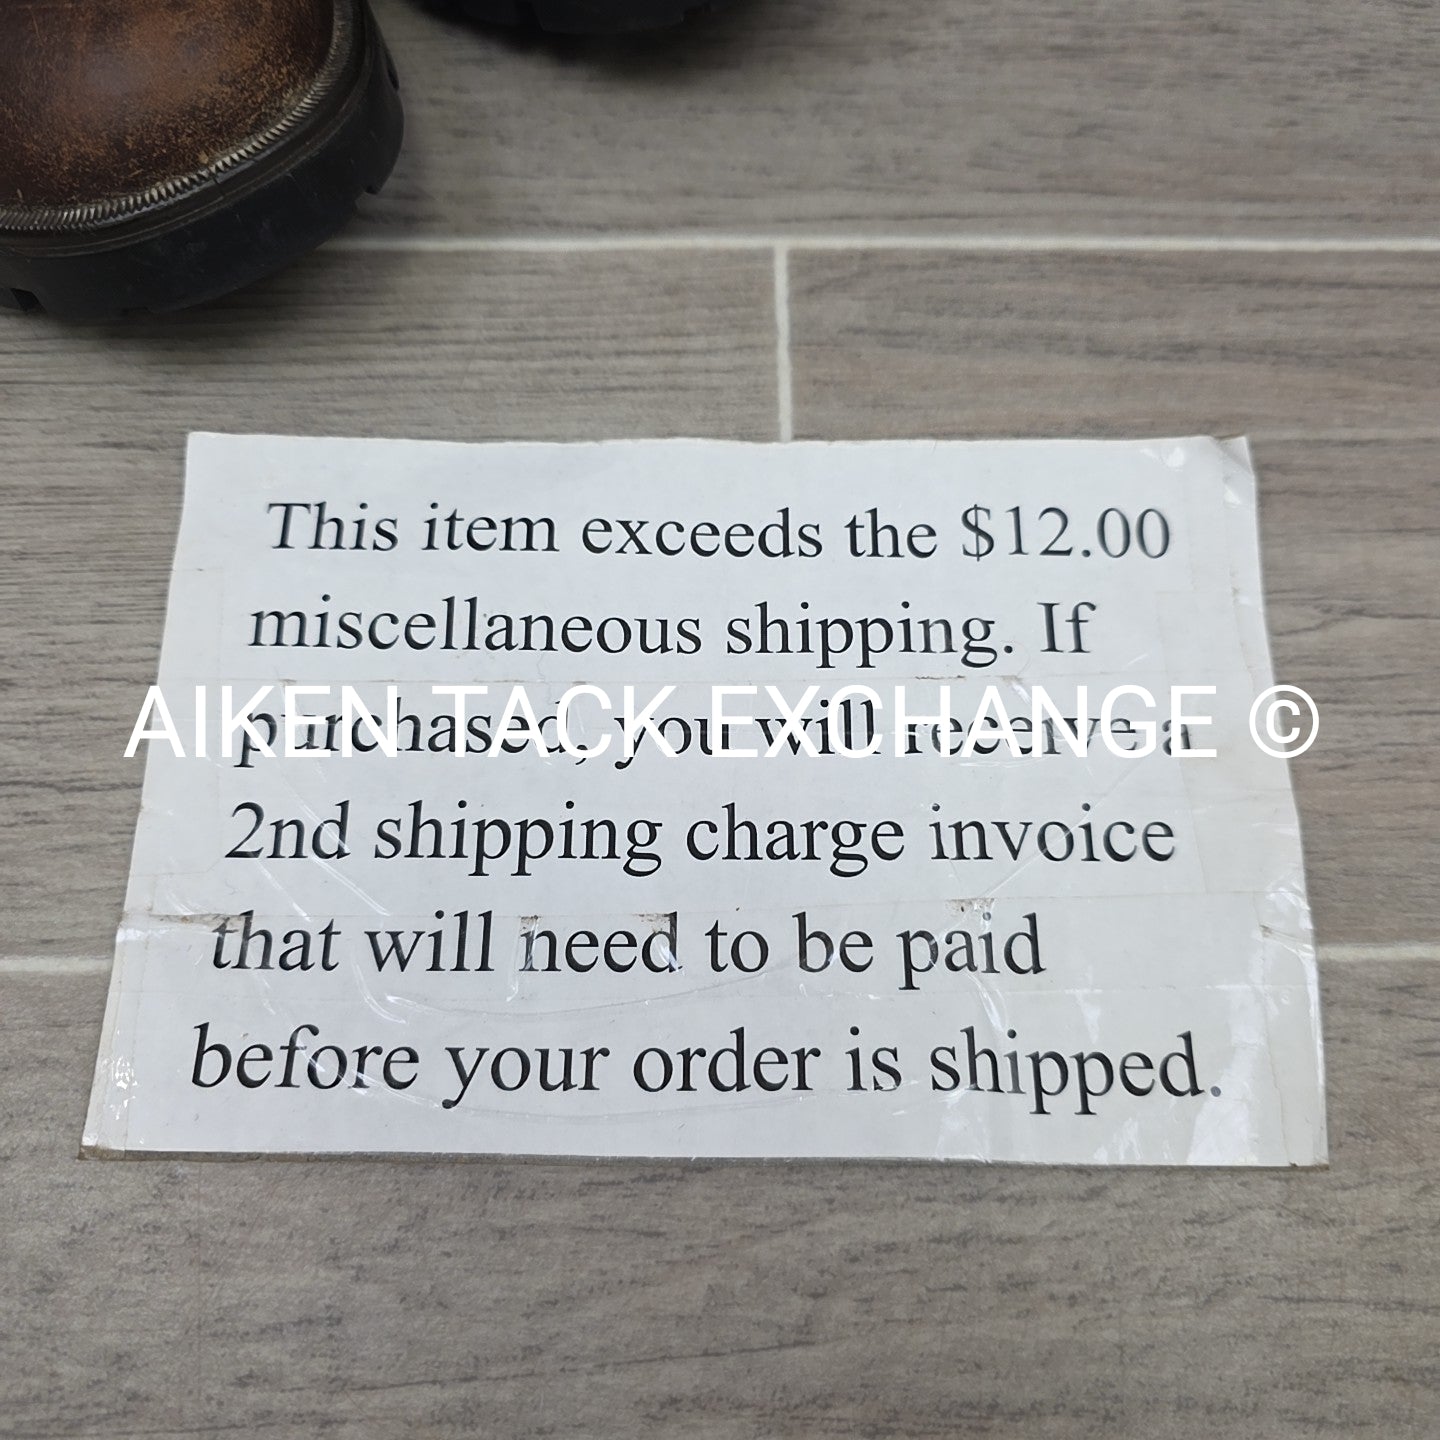 This item exceeds the $12.00
miscellaneous shipping. If
purchased, you will receive a
AIKEN TACK EXCHANGE ©
2nd shipping charge invoice
that will need to be paid
before your order is shipped.